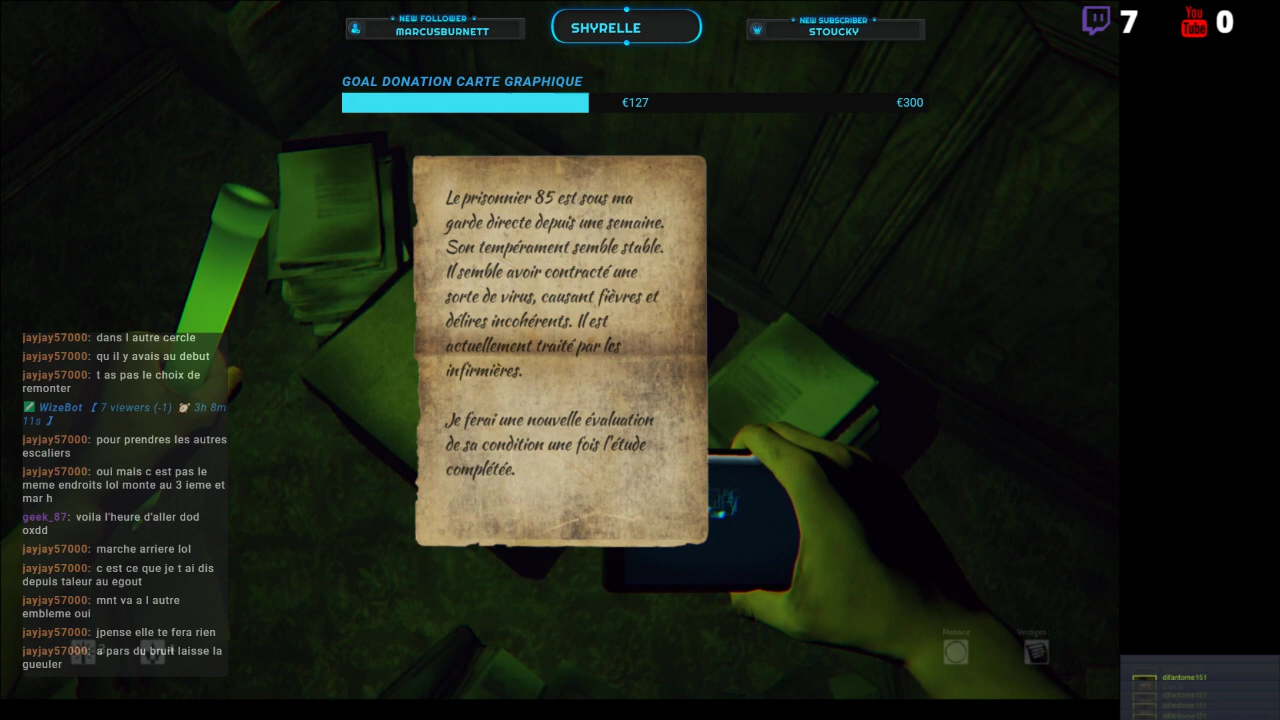 NEW FOLLOWER
MARCUSBURNETT
SHYRELLE
NEW SUBSCRIBER
STOUCKY
7
You
Tube
0
GOAL DONATION CARTE GRAPHIQUE
€127
€300
Le prisonnier 85 est sous ma
garde directe depuis une semaine.
Son tempérament semble stable.
Il semble avoir contracté une
sorte de virus, causant fièvres et
délires incohérents. Il est
actuellement traité par les
infirmières.
Je ferai une nouvelle évaluation
de sa condition une fois l'étude
complétée.
jayjay57000: dans l autre cercle
jayjay57000: qu il y avais au debut
jayjay57000: t as pas le choix de
remonter
WizeBot 【 7 viewers (-1) 3h 8m
11s 】
jayjay57000: pour prendres les autres
escaliers
jayjay57000: oui mais c est pas le
meme endroits lol monte au 3 ieme et
mar h
geek_87: voila l'heure d'aller dod
oxdd
jayjay57000: marche arriere lol
jayjay57000: c est ce que je t ai dis
depuis taleur au egout
jayjay57000: mnt va a l autre
embleme oui
jayjay57000: jpense elle te fera rien
jayjay57000: a pars du bruit laisse la
gueuler
Menace
Vertiges :
difantome151
difantome151
difantome151
difantome151